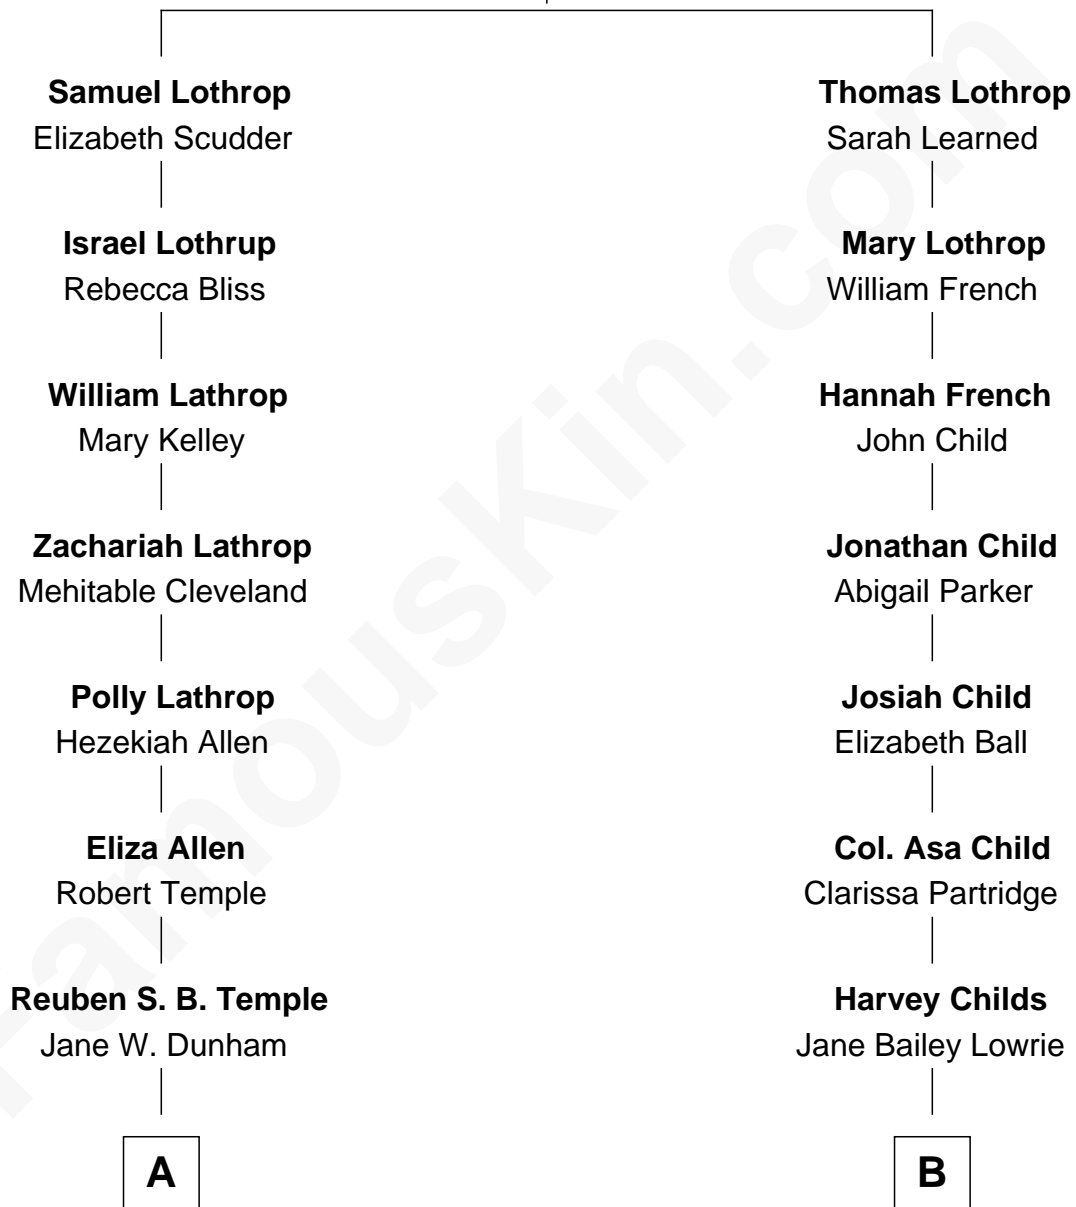 Samuel Lothrop
Elizabeth Scudder
Israel Lothrup
Rebecca Bliss
William Lathrop
Mary Kelley
Zachariah Lathrop
Mehitable Cleveland
Polly Lathrop
Hezekiah Allen
Eliza Allen
Robert Temple
Reuben S. B. Temple
Jane W. Dunham
A
Thomas Lothrop
Sarah Learned
Mary Lothrop
William French
Hannah French
John Child
Jonathan Child
Abigail Parker
Josiah Child
Elizabeth Ball
Col. Asa Child
Clarissa Partridge
Harvey Childs
Jane Bailey Lowrie
B
FamousKin.com